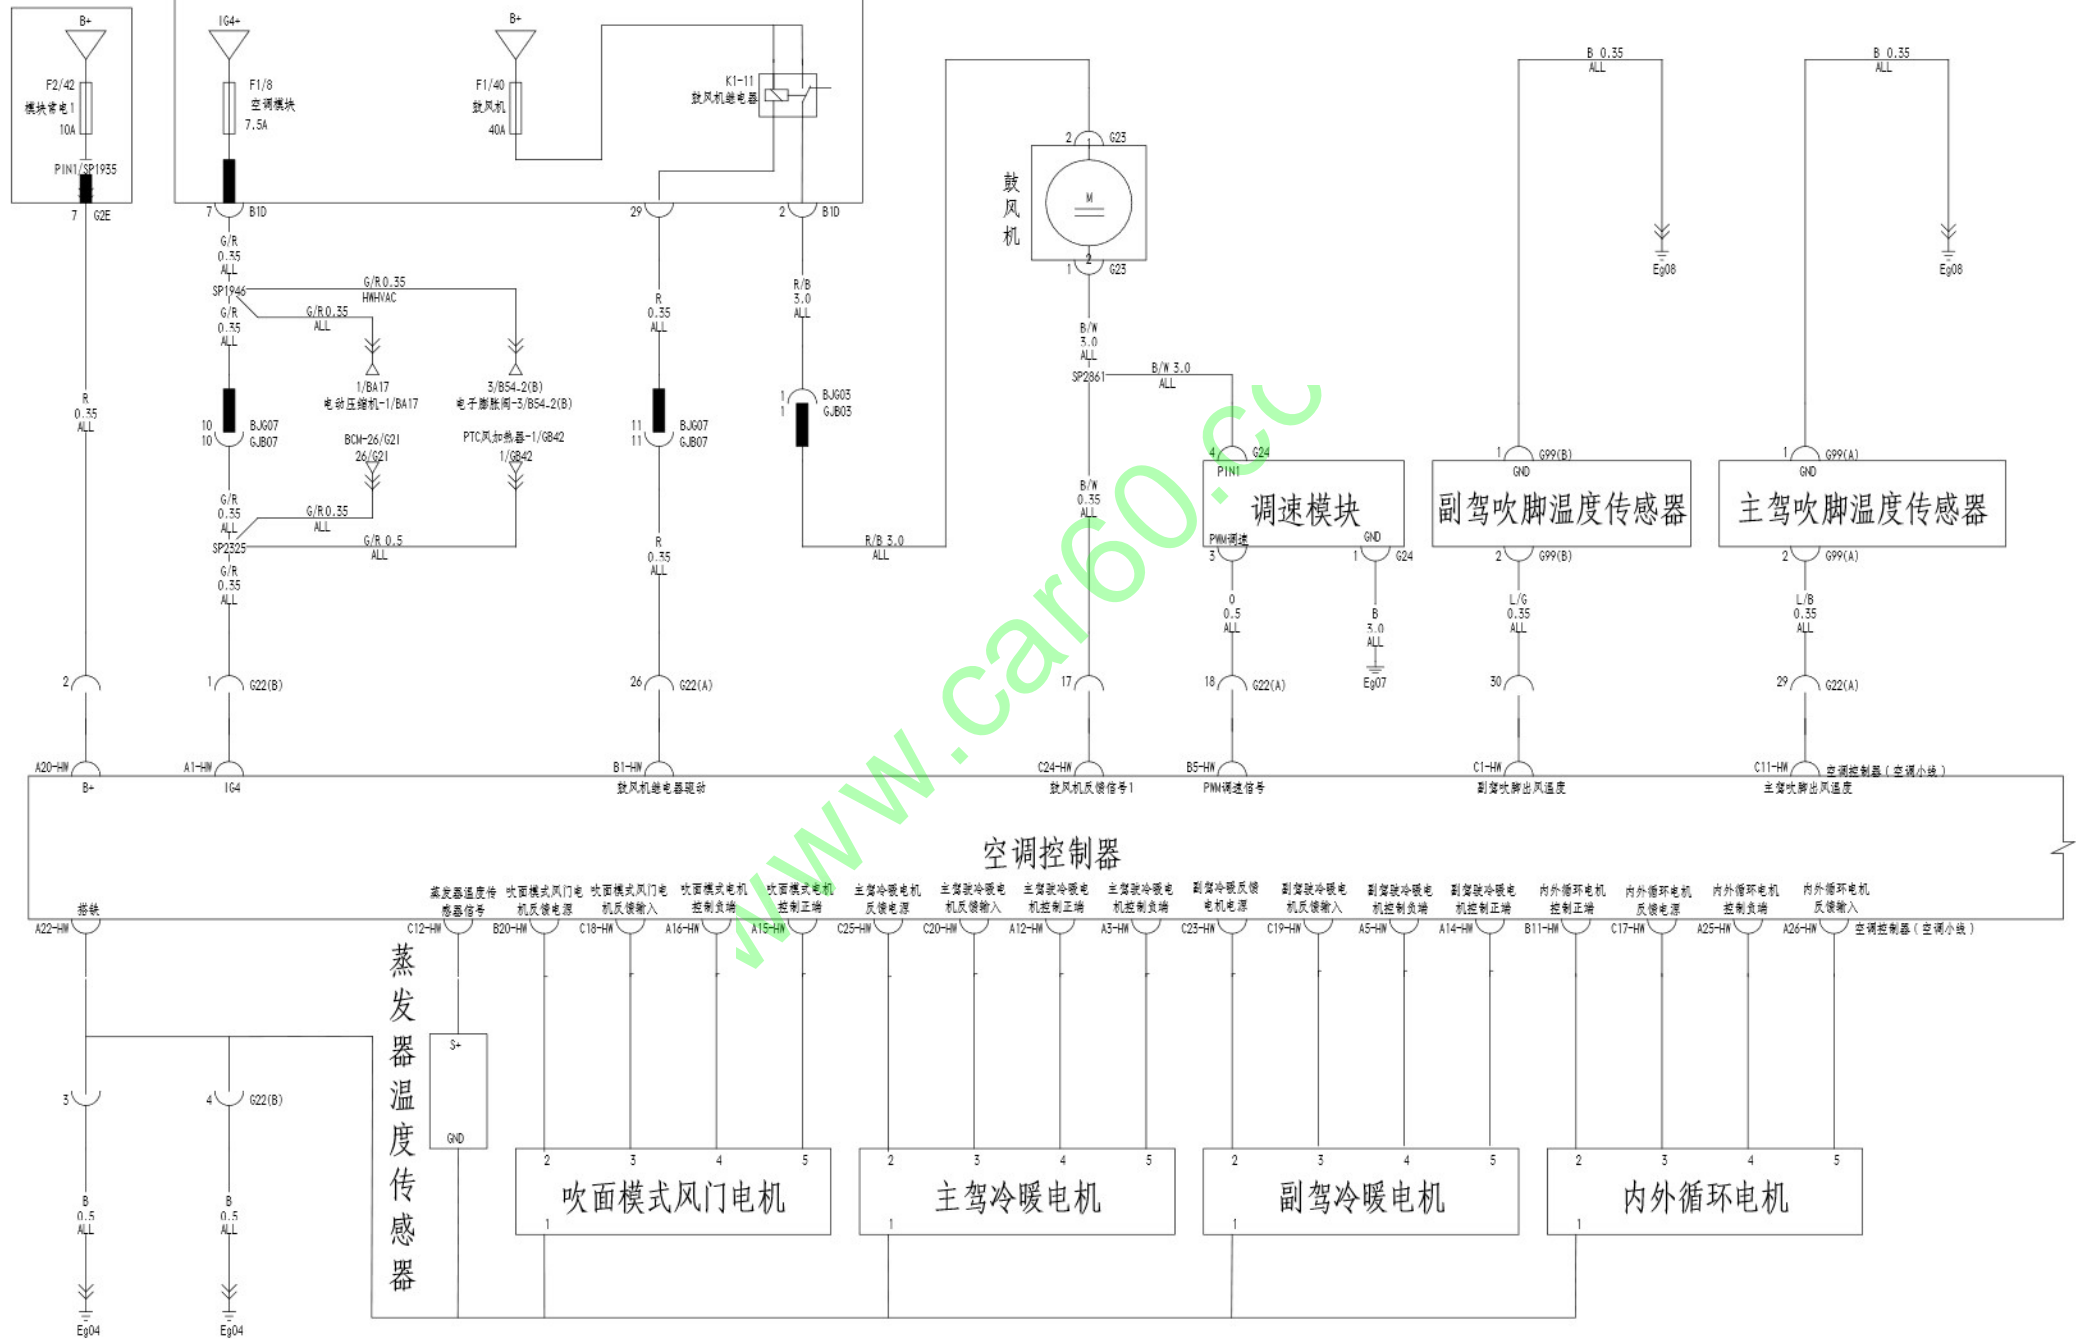 B+
IG4+
B+
F2/42
模块常电1
10A
F1/8
空调模块
7.5A
F1/40
鼓风机
40A
K1-11
鼓风机继电器
PIN1/SP1935
7 G2E
7 B1D
29
2 B1D
B 0.35
ALL
B 0.35
ALL
2 G23
1
M
2
1 G23
鼓风机
Eg08
Eg08
G/R
0.35
ALL
SP1946
G/R 0.35
HWHVAC
G/R 0.35
ALL
G/R
0.35
ALL
R
0.35
ALL
R/B
3.0
ALL
B/W
3.0
ALL
SP2861
B/W 3.0
ALL
1/BA17
电动压缩机-1/BA17
3/B54_2(B)
电子膨胀阀-3/B54_2(B)
R
0.35
ALL
10 BJG07
10 GJB07
BCM-26/G2I
26/G2I
PTC风加热器-1/GB42
1/GB42
11 BJG07
11 GJB07
1 BJG03
1 GJB03
G/R
0.35
ALL
G/R 0.35
ALL
SP2325
G/R 0.5
ALL
G/R
0.35
ALL
R
0.35
ALL
R/B 3.0
ALL
B/W
0.35
ALL
4 G24
PIN1
调速模块
PWM调速
GND
3
1 G24
1 G99(B)
GND
副驾吹脚温度传感器
2 G99(B)
1 G99(A)
GND
主驾吹脚温度传感器
2 G99(A)
O
0.5
ALL
B
3.0
ALL
Eg07
L/G
0.35
ALL
L/B
0.35
ALL
2
1 G22(B)
26 G22(A)
17
18 G22(A)
30
29 G22(A)
A20-HW
A1-HW
B1-HW
C24-HW
B5-HW
C1-HW
C11-HW
空调控制器(空调小线)
B+
IG4
鼓风机继电器驱动
鼓风机反馈信号1
PWM调速信号
副驾吹脚出风温度
主驾吹脚出风温度
空调控制器
搭铁
蒸发器温度传
感器信号
吹面模式风门电
机反馈电源
吹面模式风门电
机反馈输入
吹面模式电机
控制负端
吹面模式电机
控制正端
主驾冷暖电机
反馈电源
主驾驶冷暖电
机反馈输入
主驾驶冷暖电
机控制正端
主驾驶冷暖电
机控制负端
副驾冷暖反馈
电机电源
副驾驶冷暖电
机反馈输入
副驾驶冷暖电
机控制负端
副驾驶冷暖电
机控制正端
内外循环电机
控制正端
内外循环电机
反馈电源
内外循环电机
控制负端
内外循环电机
反馈输入
A22-HW
C12-HW
B20-HW
C18-HW
A16-HW
A15-HW
C25-HW
C20-HW
A12-HW
A3-HW
C23-HW
C19-HW
A5-HW
A14-HW
B11-HW
C17-HW
A25-HW
A26-HW
空调控制器(空调小线)
蒸发器温度传感器
S+
GND
3
4 G22(B)
B
0.5
ALL
B
0.5
ALL
Eg04
Eg04
2 3 4 5
吹面模式风门电机
1
2 3 4 5
主驾冷暖电机
1
2 3 4 5
副驾冷暖电机
1
2 3 4 5
内外循环电机
1